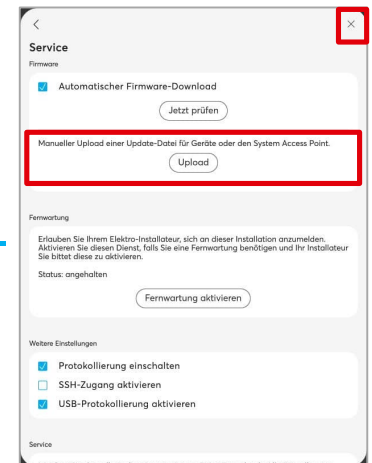 Service
Firmware
Automatischer Firmware-Download
Jetzt prüfen
Manueller Upload einer Update-Datei für Geräte oder den System Access Point.
Upload
Fernwartung
Erlauben Sie Ihrem Elektro-Installateur, sich an dieser Installation anzumelden.
Aktivieren Sie diesen Dienst, falls Sie eine Fernwartung benötigen und Ihr Installateur
Sie bittet diese zu aktivieren.
Status: angehalten
Fernwartung aktivieren
Weitere Einstellungen
Protokollierung einschalten
SSH-Zugang aktivieren
USB-Protokollierung aktivieren
Service